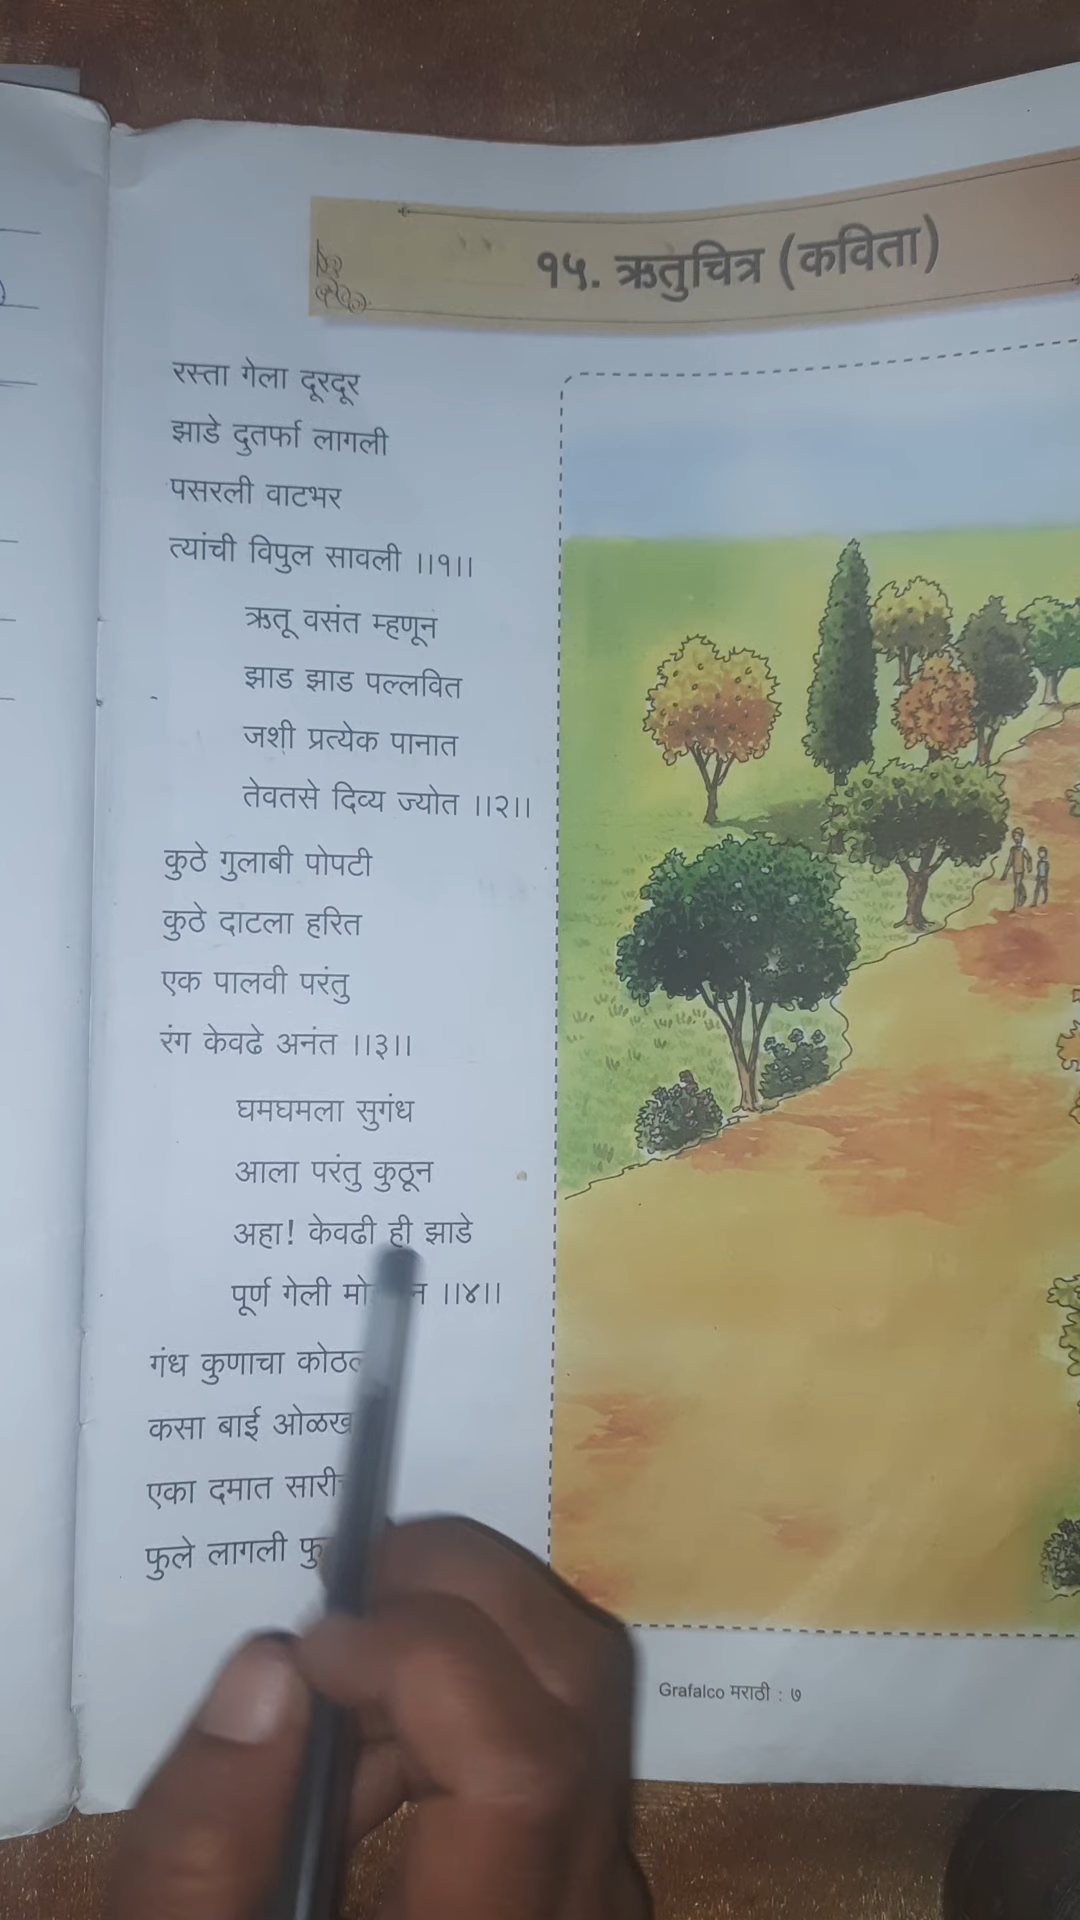 १५. ऋतुचित्र (कविता)
रस्ता गेला दूरदूर
झाडे दुतर्फा लागली
पसरली वाटभर
त्यांची विपुल सावली ।।१।।
ऋतू वसंत म्हणून
झाड झाड पल्लवित
जशी प्रत्येक पानात
तेवतसे दिव्य ज्योत ।।२।।
कुठे गुलाबी पोपटी
कुठे दाटला हरित
एक पालवी परंतु
रंग केवढे अनंत ।।३।।
घमघमला सुगंध
आला परंतु कुठून
अहा! केवढी ही झाडे
पूर्ण गेली ।।४।।
गंध कुणाचा
कसा बाई
एका दमात
फुले लागली
Grafalco मराठी : ७